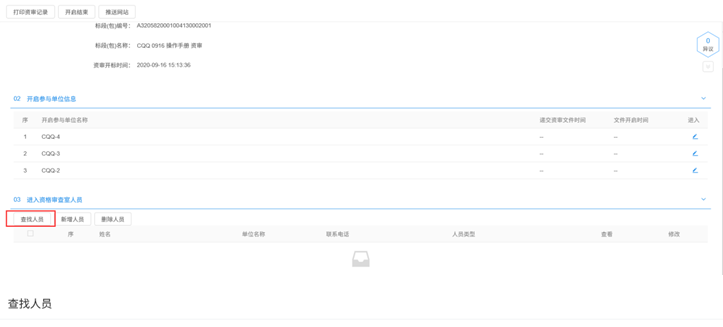 打印资审记录 开启结束 推送网站
标段(包)编号： A3205820001004130002001
标段(包)名称： CQQ 0916 操作手册 资审
0
异议
资审开标时间： 2020-09-16 15:13:36
02 开启参与单位信息
序 开启参与单位名称 递交资审文件时间 文件开启时间 进入
1 CQQ-4 -- --
2 CQQ-3 -- --
3 CQQ-2 -- --
03 进入资格审查室人员
查找人员 新增人员 删除人员
序 姓名 单位名称 联系电话 人员类型 查看 修改
查找人员